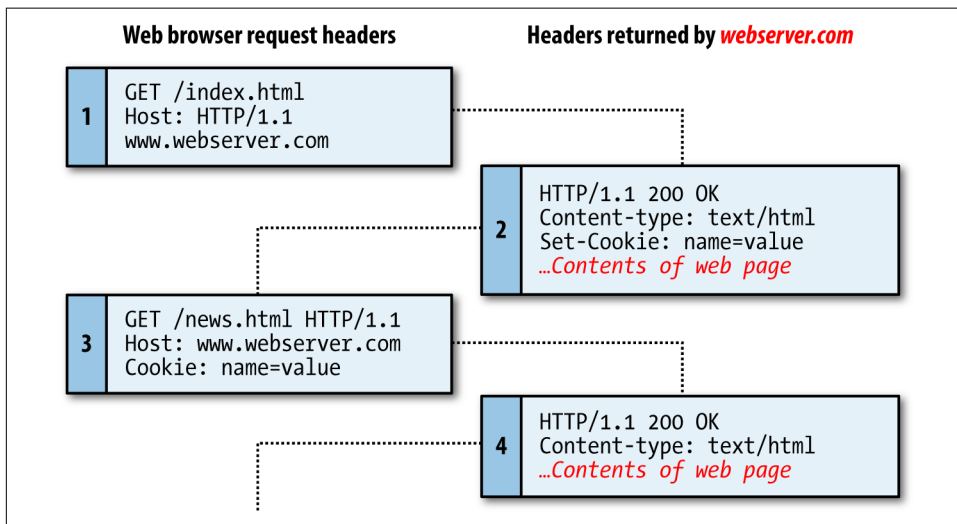 Web browser request headers
Headers returned by webserver.com
1
GET /index.html
Host: HTTP/1.1
www.webserver.com
2
HTTP/1.1 200 OK
Content-type: text/html
Set-Cookie: name=value
…Contents of web page
3
GET /news.html HTTP/1.1
Host: www.webserver.com
Cookie: name=value
4
HTTP/1.1 200 OK
Content-type: text/html
…Contents of web page